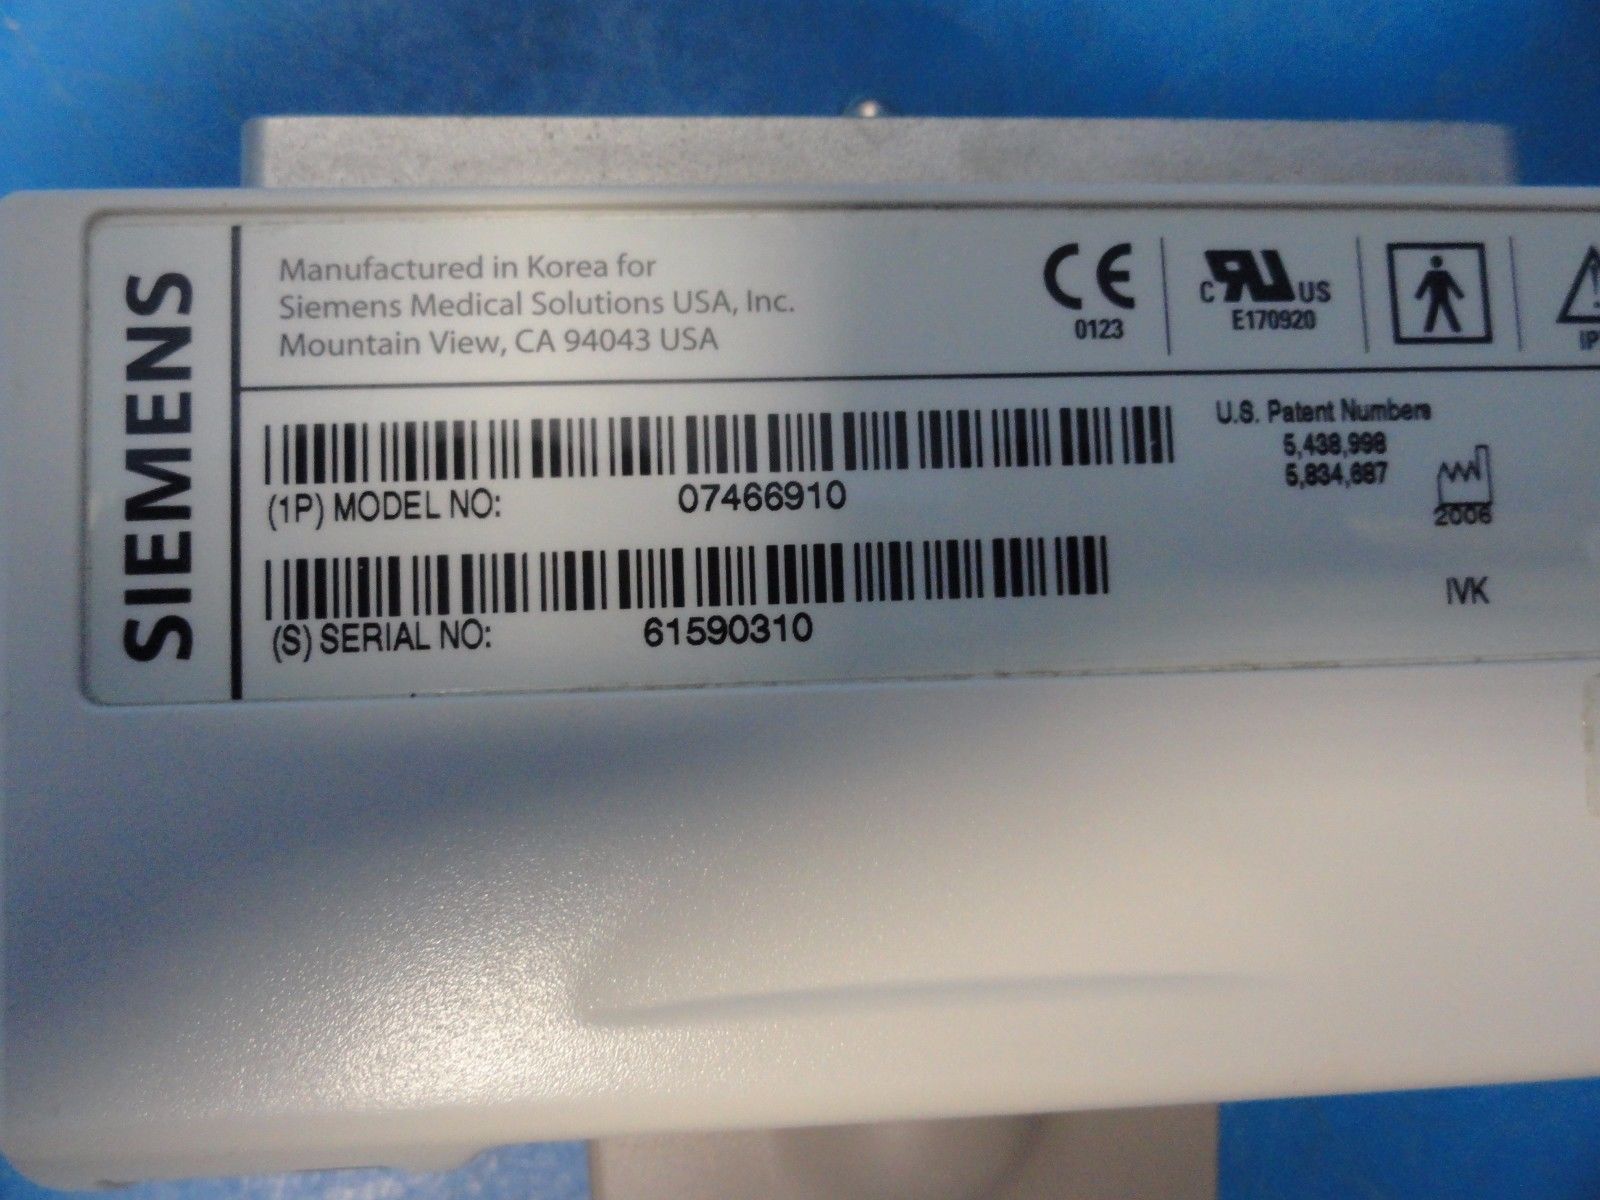 SIEMENS
Manufactured in Korea for
Siemens Medical Solutions USA, Inc.
Mountain View, CA 94043 USA
CE
0123
C RU US
E170920
(1P) MODEL NO: 07466910
(S) SERIAL NO: 61590310
U.S. Patent Numbers
5,438,998
5,834,687
2006
IVK